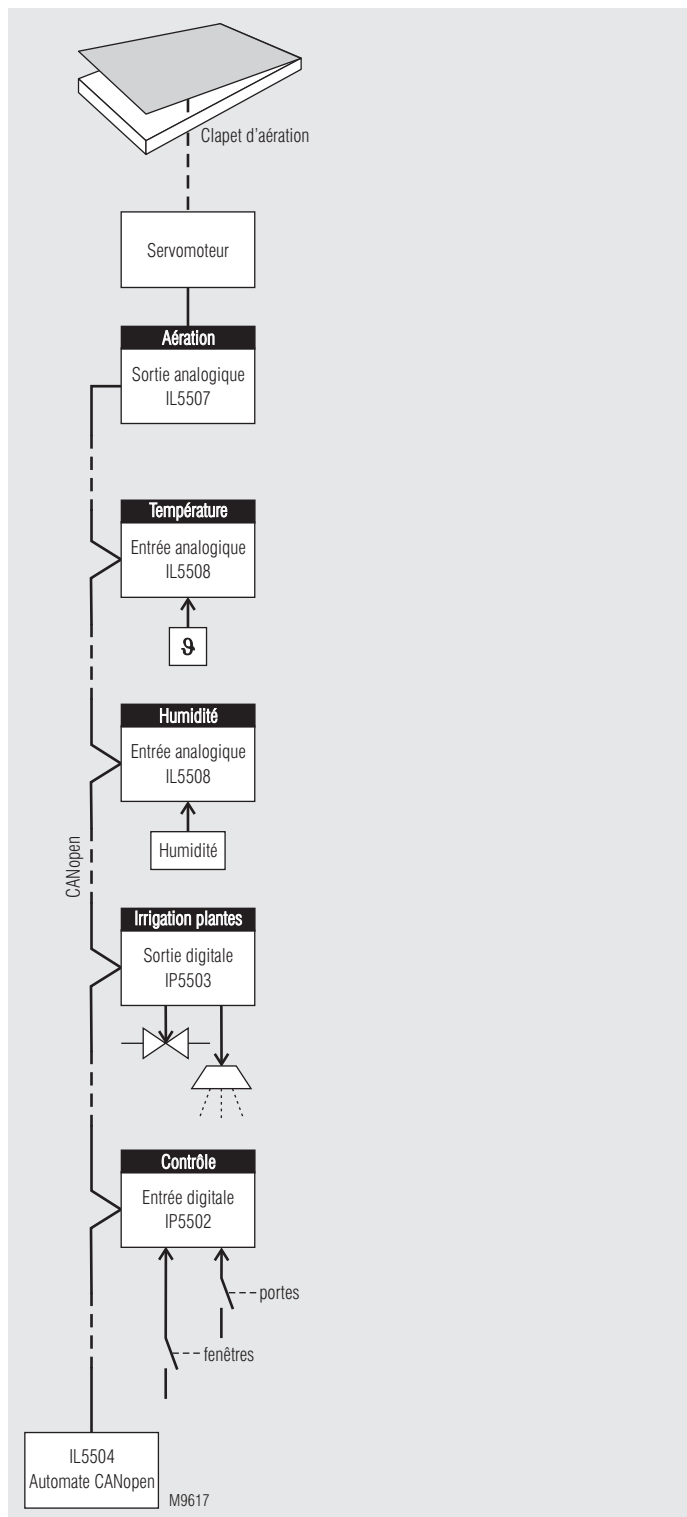 Clapet d'aération
Servomoteur
Aération
Sortie analogique
IL5507
Température
Entrée analogique
IL5508
ϑ
Humidité
Entrée analogique
IL5508
Humidité
CANopen
Irrigation plantes
Sortie digitale
IP5503
Contrôle
Entrée digitale
IP5502
portes
fenêtres
IL5504
Automate CANopen
M9617